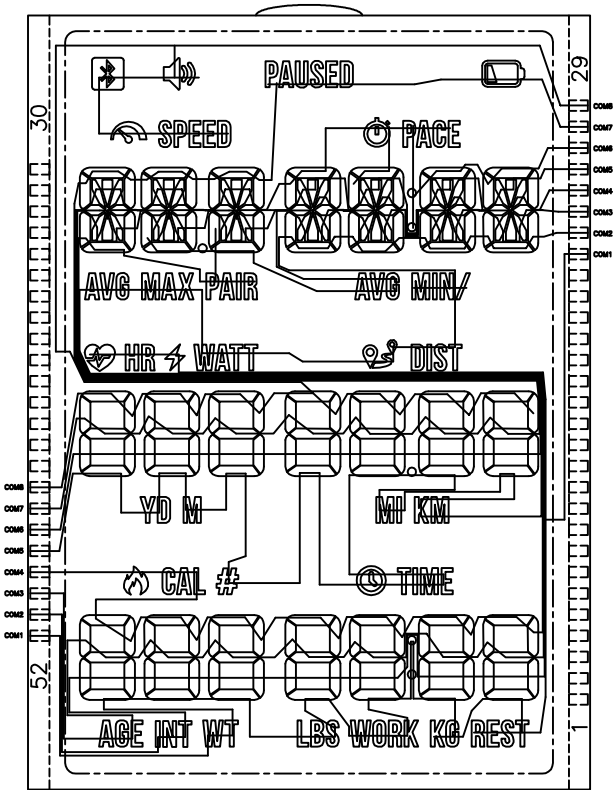 29
PAUSED
COM8
30
COM7
SPEED PACE
COM6
COM5
COM4
COM3
COM2
COM1
AVG MAX PAIR AVG MIN/
HR WATT DIST
COM8
COM7
YD M MI KM
COM6
COM5
COM4
CAL # TIME
COM3
COM2
COM1
52
AGE INT WT LBS WORK KG REST
1